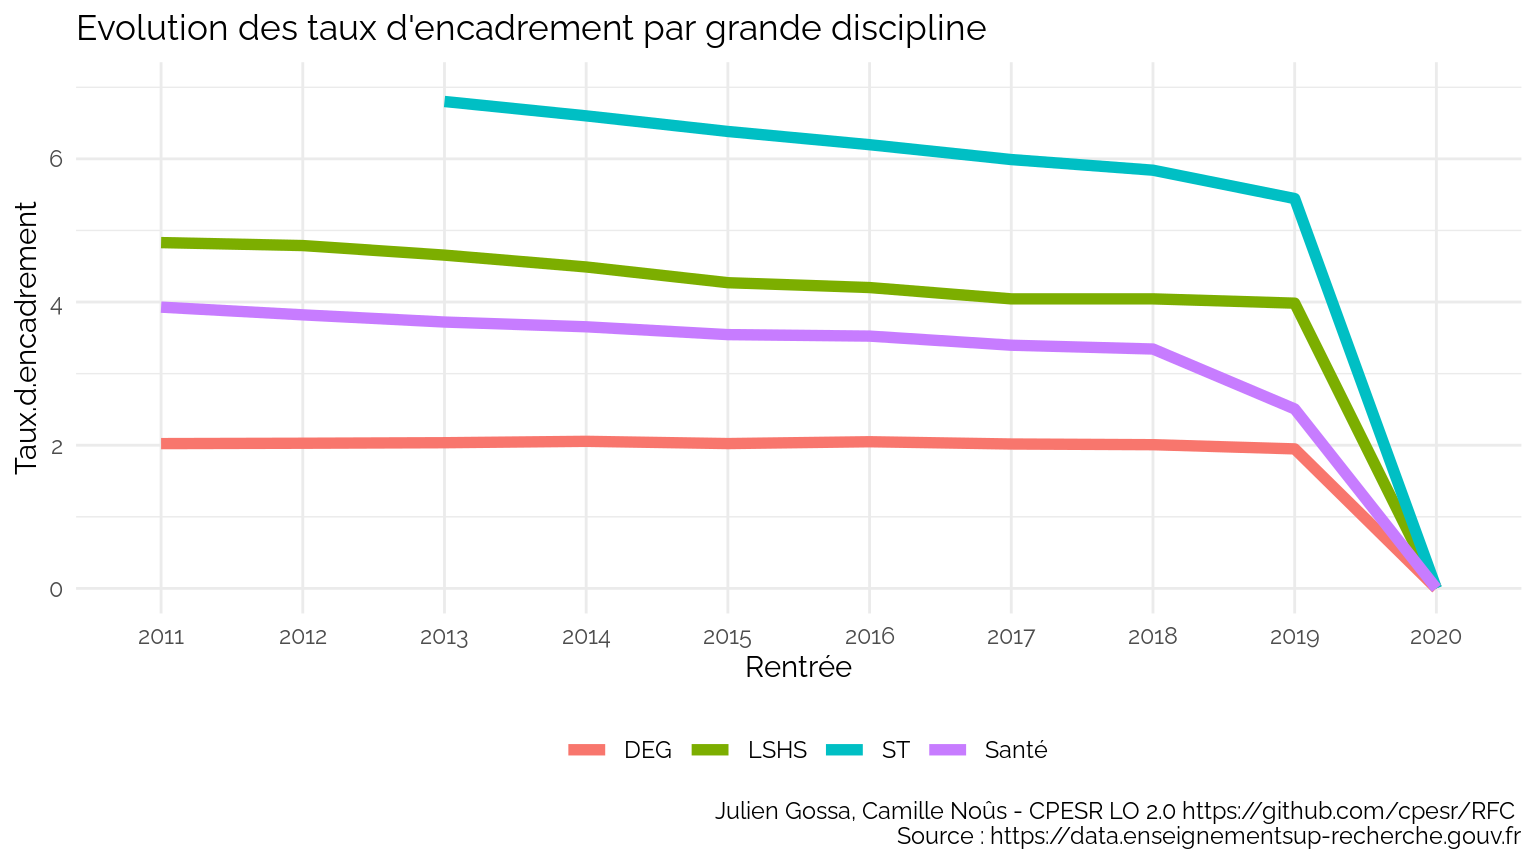 Evolution des taux d'encadrement par grande discipline
Taux.d.encadrement
6
4
2
0
2011 2012 2013 2014 2015 2016 2017 2018 2019 2020
Rentrée
DEG LSHS ST Santé
Julien Gossa, Camille Noûs - CPESR LO 2.0 https://github.com/cpesr/RFC
Source : https://data.enseignementsup-recherche.gouv.fr